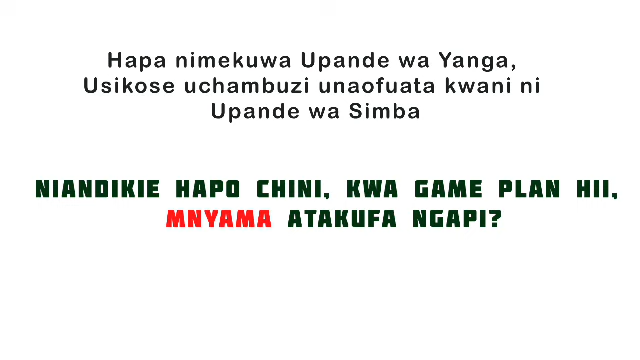 Hapa nimekuwa Upande wa Yanga,
Usikose uchambuzi unaofuata kwani ni
Upande wa Simba
NIANDIKIE HAPO CHINI, KWA GAME PLAN HII,
MNYAMA ATAKUFA NGAPI?